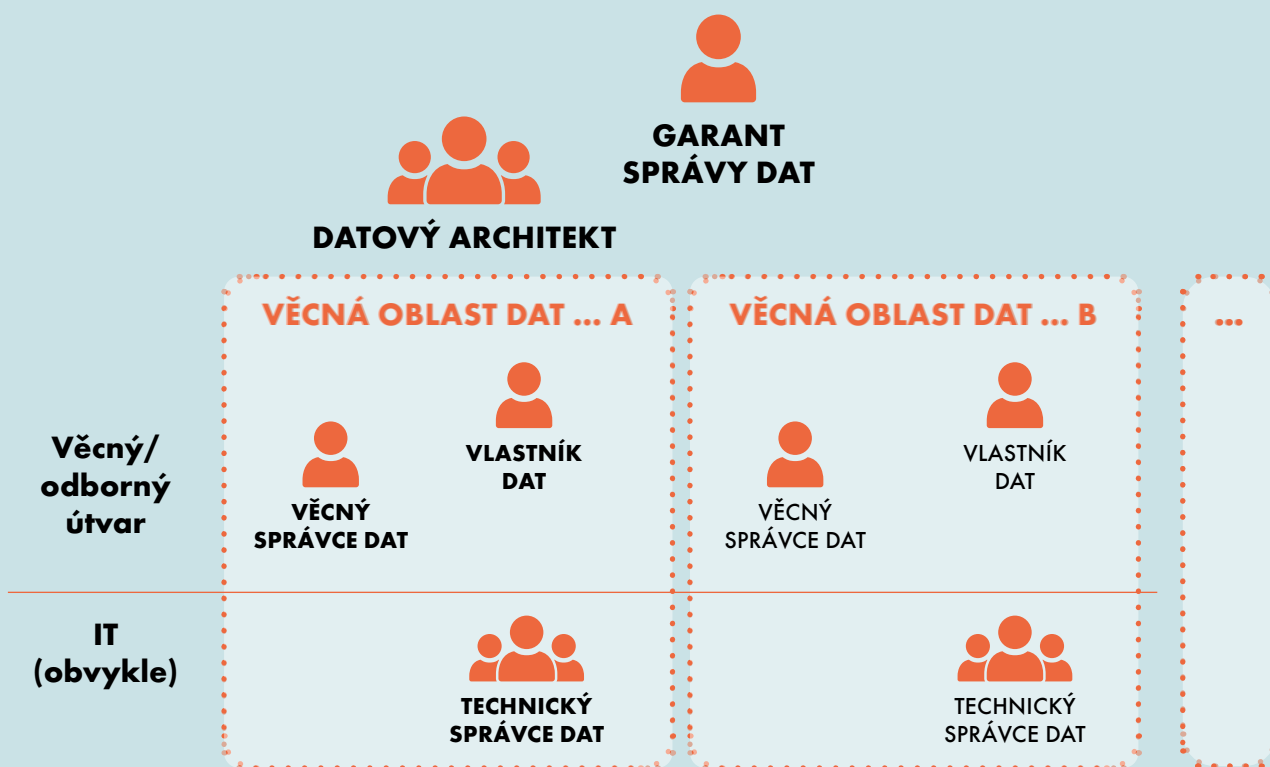 GARANT
SPRÁVY DAT
DATOVÝ ARCHITEKT
VĚCNÁ OBLAST DAT ... A
VĚCNÁ OBLAST DAT ... B
...
Věcný/
odborný
útvar
VLASTNÍK
DAT
VĚCNÝ
SPRÁVCE DAT
VLASTNÍK
DAT
VĚCNÝ
SPRÁVCE DAT
IT
(obvykle)
TECHNICKÝ
SPRÁVCE DAT
TECHNICKÝ
SPRÁVCE DAT